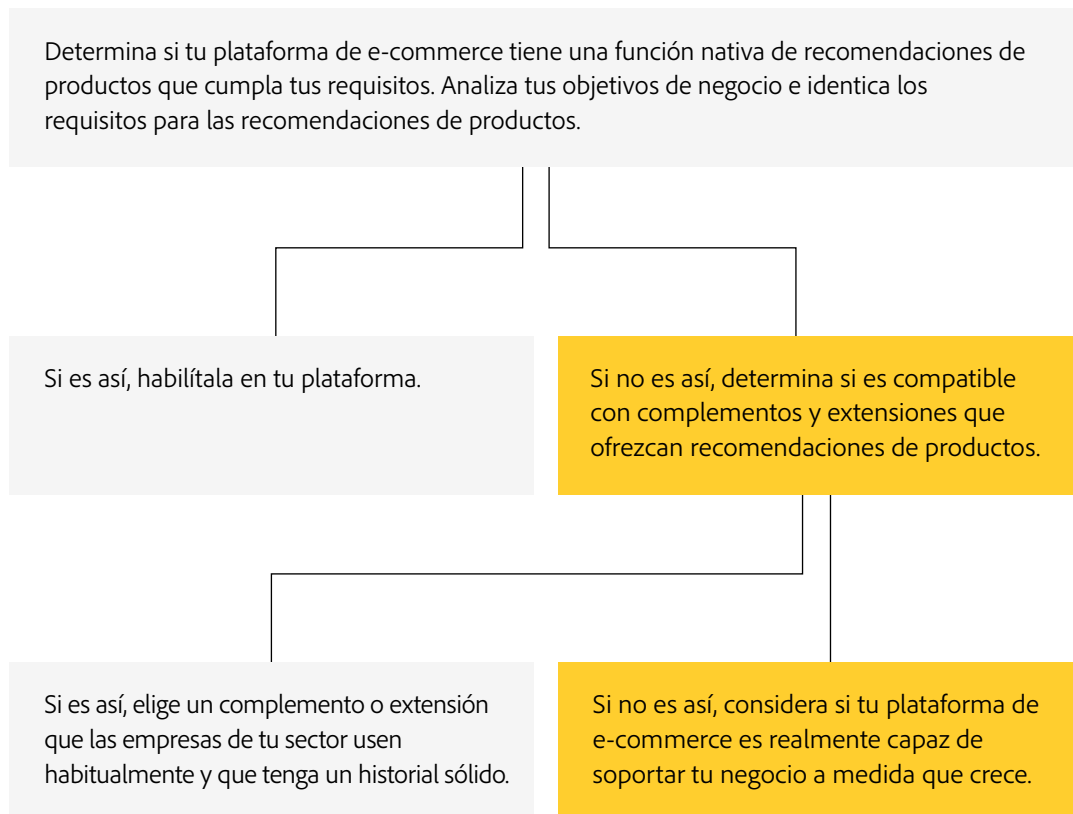 Determina si tu plataforma de e-commerce tiene una función nativa de recomendaciones de
productos que cumpla tus requisitos. Analiza tus objetivos de negocio e identica los
requisitos para las recomendaciones de productos.
Si es así, habilítala en tu plataforma.
Si no es así, determina si es compatible
con complementos y extensiones que
ofrezcan recomendaciones de productos.
Si es así, elige un complemento o extensión
que las empresas de tu sector usen
habitualmente y que tenga un historial sólido.
Si no es así, considera si tu plataforma de
e-commerce es realmente capaz de
soportar tu negocio a medida que crece.